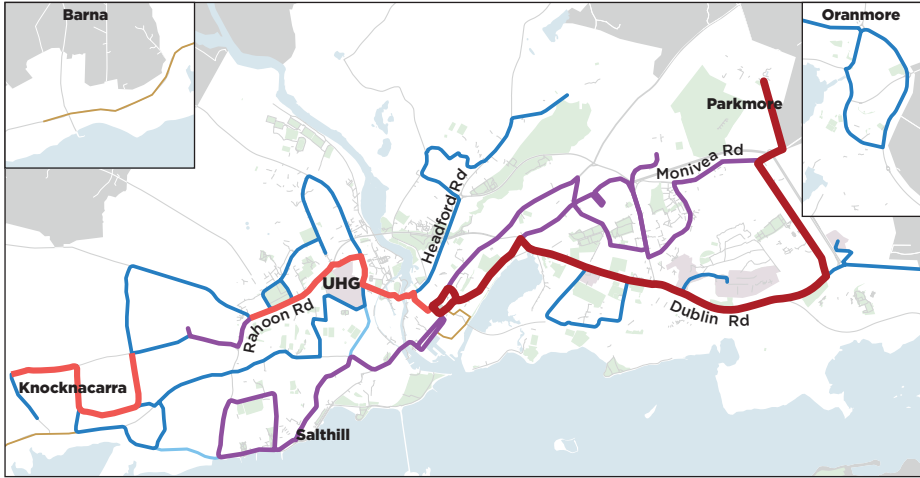 Barna
Oranmore
Parkmore
Monivea Rd
Headford Rd
UHG
Rahoon Rd
Dublin Rd
Knocknacarra
Salthill